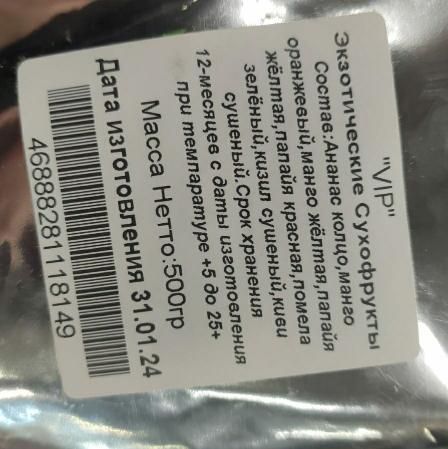 "VIP"
Экзотические Сухофрукты
Состав:Ананас колцо,манго
оранжевый,манго жёлтая,папайя
жёлтая,папайя красная,помела
зелёный,кизил сушеный,киви
сушеный.Срок хранения
12-месяцев с даты изготовления
при темпаратуре +5 до 25+
Масса Нетто:500гр
Дата изготовления 31.01.24
46888281118149